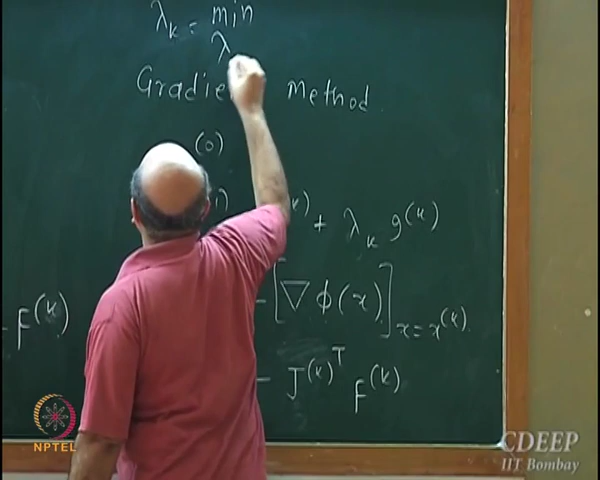 λₖ = min
λ
Gradie Method
(0)
+ λₖ g⁽ᵏ⁾
- [∇ φ(x)]ₓ₌ₓ₍ₖ₎
- F⁽ᵏ⁾
- J⁽ᵏ⁾ᵀ F⁽ᵏ⁾
NPTEL
CDEEP
IIT Bombay